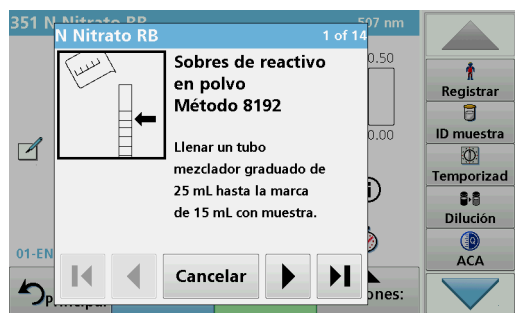 351 N Nitrato RB
507 nm
N Nitrato RB
1 of 14
Sobres de reactivo
en polvo
Método 8192
Llenar un tubo
mezclador graduado de
25 mL hasta la marca
de 15 mL con muestra.
0.50
0.00
01-EN
Cancelar
ones:
Registrar
ID muestra
Temporizad
Dilución
ACA